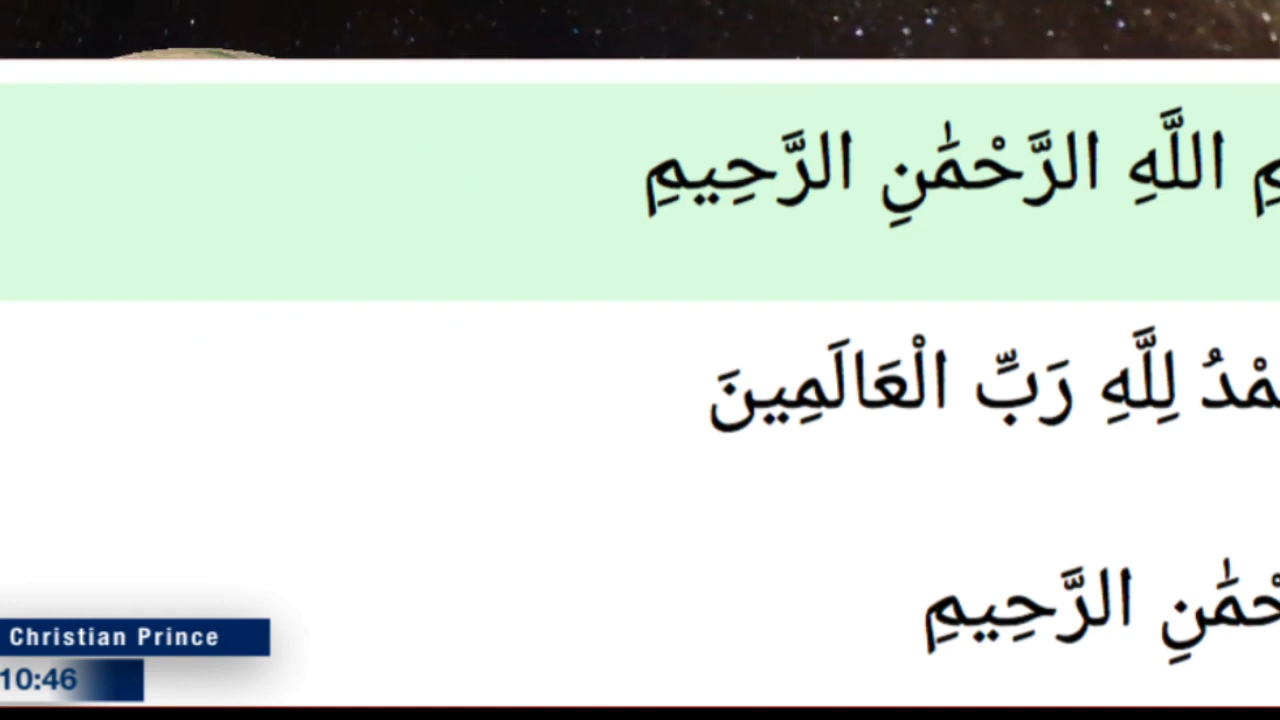 اللَّهِ الرَّحْمَٰنِ الرَّحِيمِ
لِلَّهِ رَبِّ الْعَالَمِينَ
الرَّحِيمِ
Christian Prince
10:46